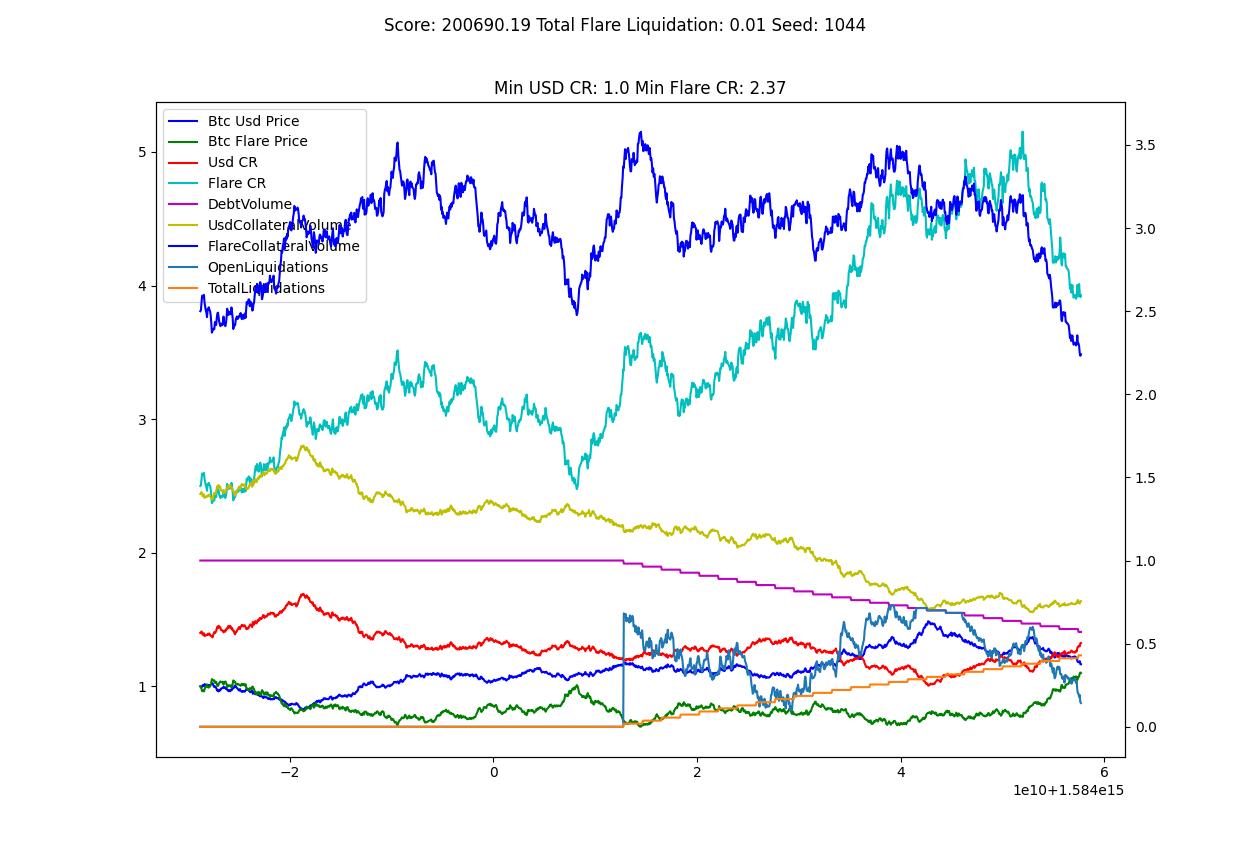 Score: 200690.19 Total Flare Liquidation: 0.01 Seed: 1044
Min USD CR: 1.0 Min Flare CR: 2.37
Btc Usd Price
Btc Flare Price
Usd CR
Flare CR
DebtVolume
UsdCollateralVolume
FlareCollateralVolume
OpenLiquidations
TotalLiquidations
5
4
3
2
1
3.5
3.0
2.5
2.0
1.5
1.0
0.5
0.0
−2 0 2 4 6
1e10+1.584e15